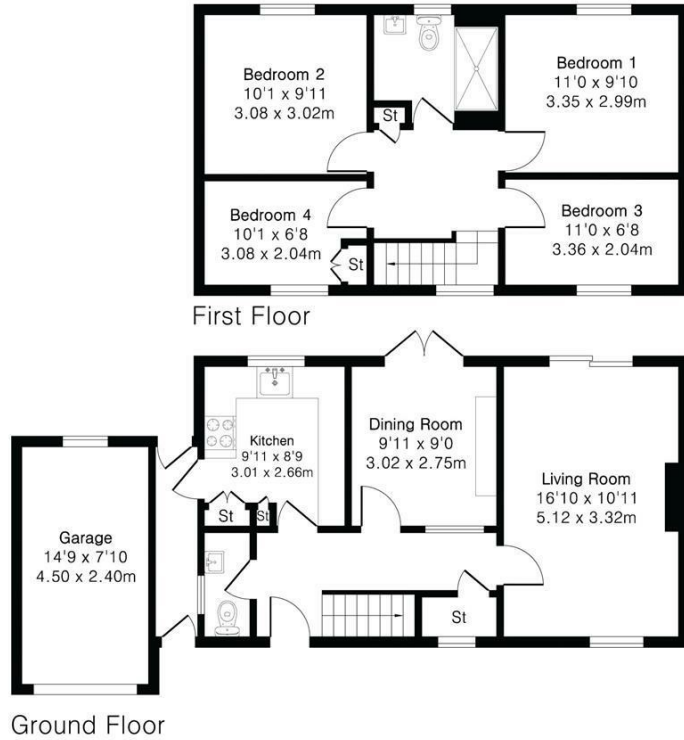 Bedroom 2
10'1 x 9'11
3.08 x 3.02m
St
Bedroom 1
11'0 x 9'10
3.35 x 2.99m
Bedroom 4
10'1 x 6'8
3.08 x 2.04m
St
Bedroom 3
11'0 x 6'8
3.36 x 2.04m
First Floor
Kitchen
9'11 x 8'9
3.01 x 2.66m
St
St
Dining Room
9'11 x 9'0
3.02 x 2.75m
Living Room
16'10 x 10'11
5.12 x 3.32m
Garage
14'9 x 7'10
4.50 x 2.40m
St
Ground Floor